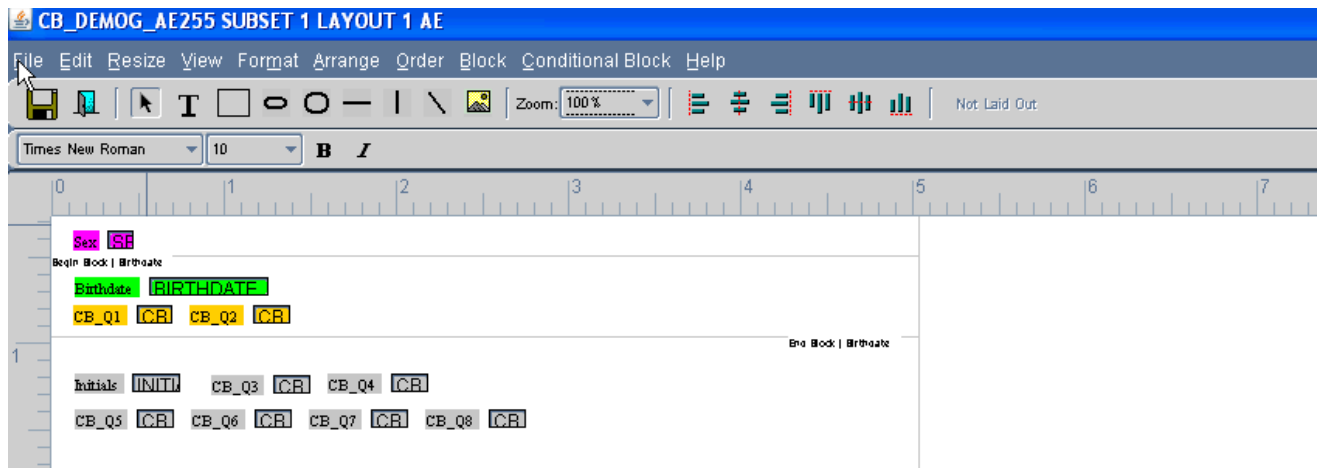 CB_DEMOG_AE255 SUBSET 1 LAYOUT 1 AE
File Edit Resize View Format Arrange Order Block Conditional Block Help
T Zoom: 100% Not Laid Out
Times New Roman 10 B I
0 1 2 3 4 5 6 7
Sex
Begin Block | Birthdate
Birthdate BIRTHDATE
CB_Q1 CB CB_Q2 CB
End Block | Birthdate
1
Initials INITI CB_Q3 CB CB_Q4 CB
CB_Q5 CB CB_Q6 CB CB_Q7 CB CB_Q8 CB